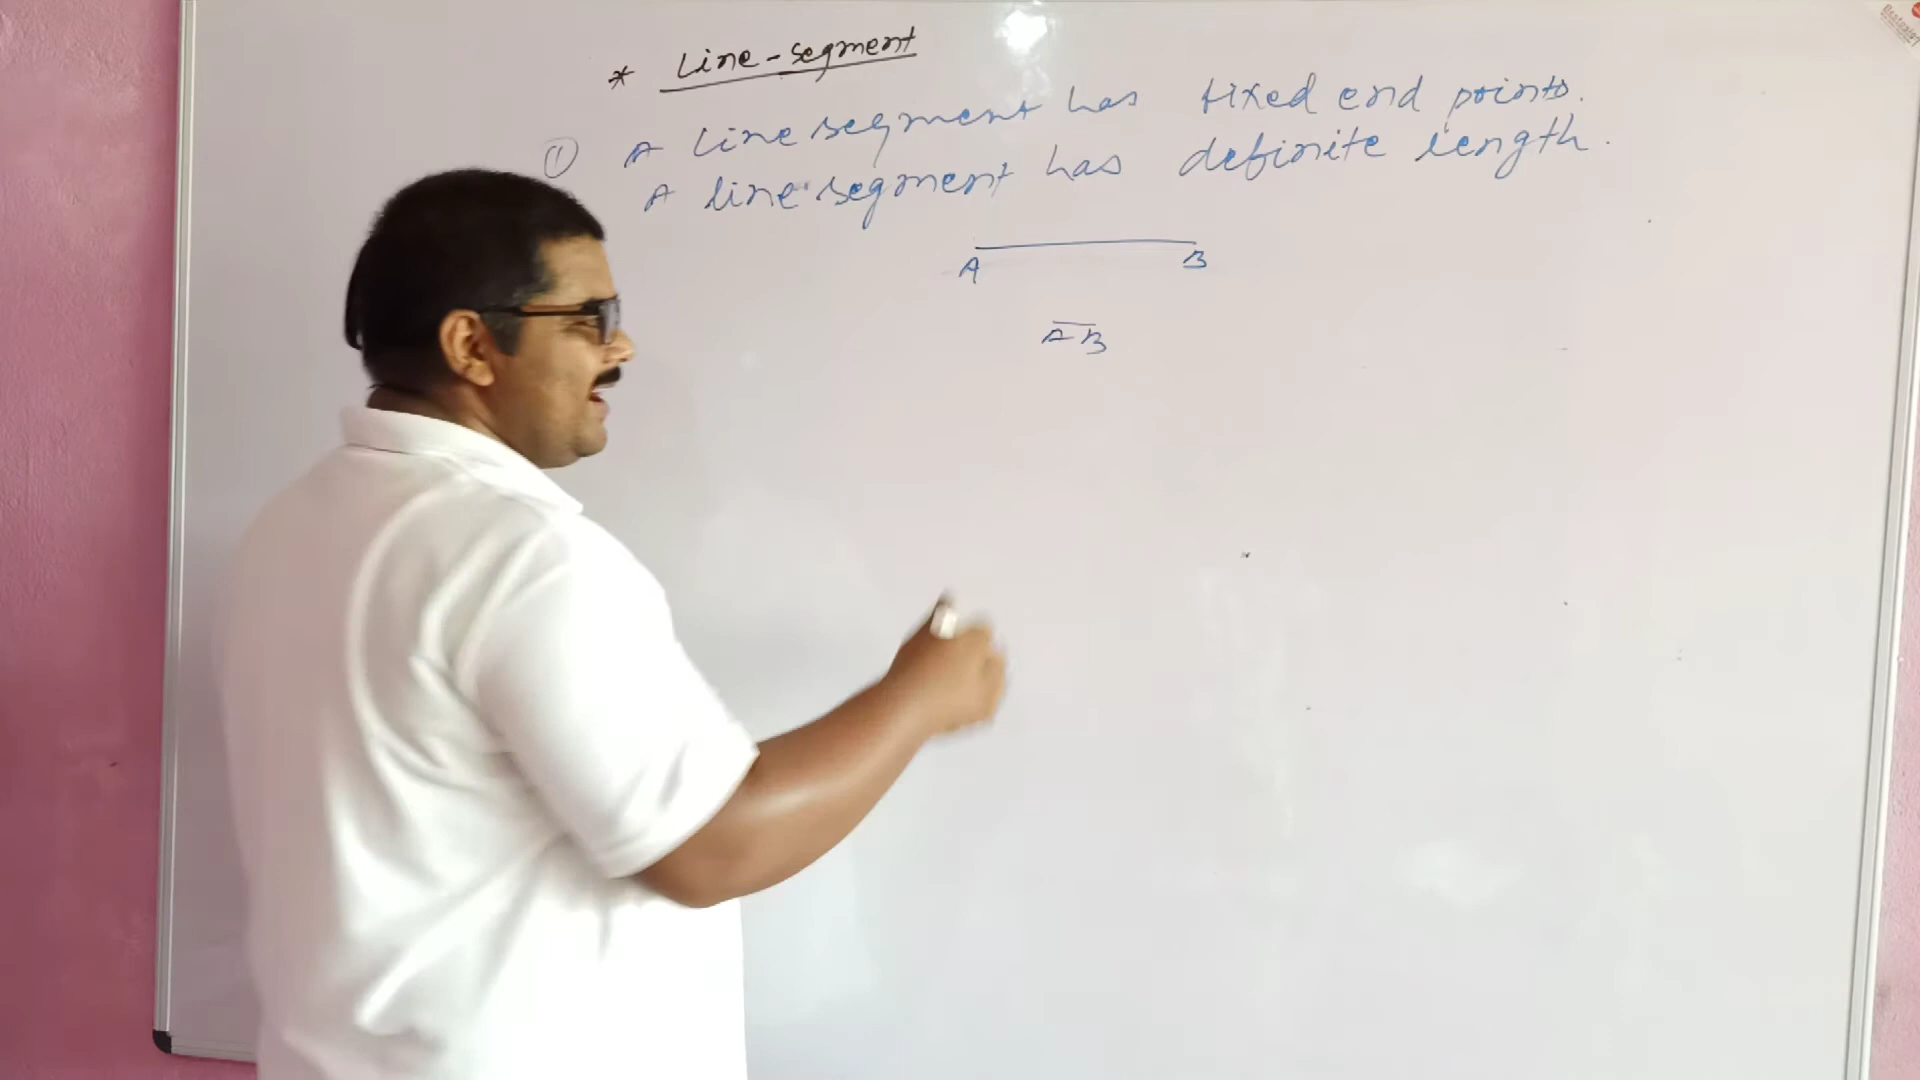 * Line-segment
① A line segment has fixed end points.
A line segment has definite length.
A B
AB